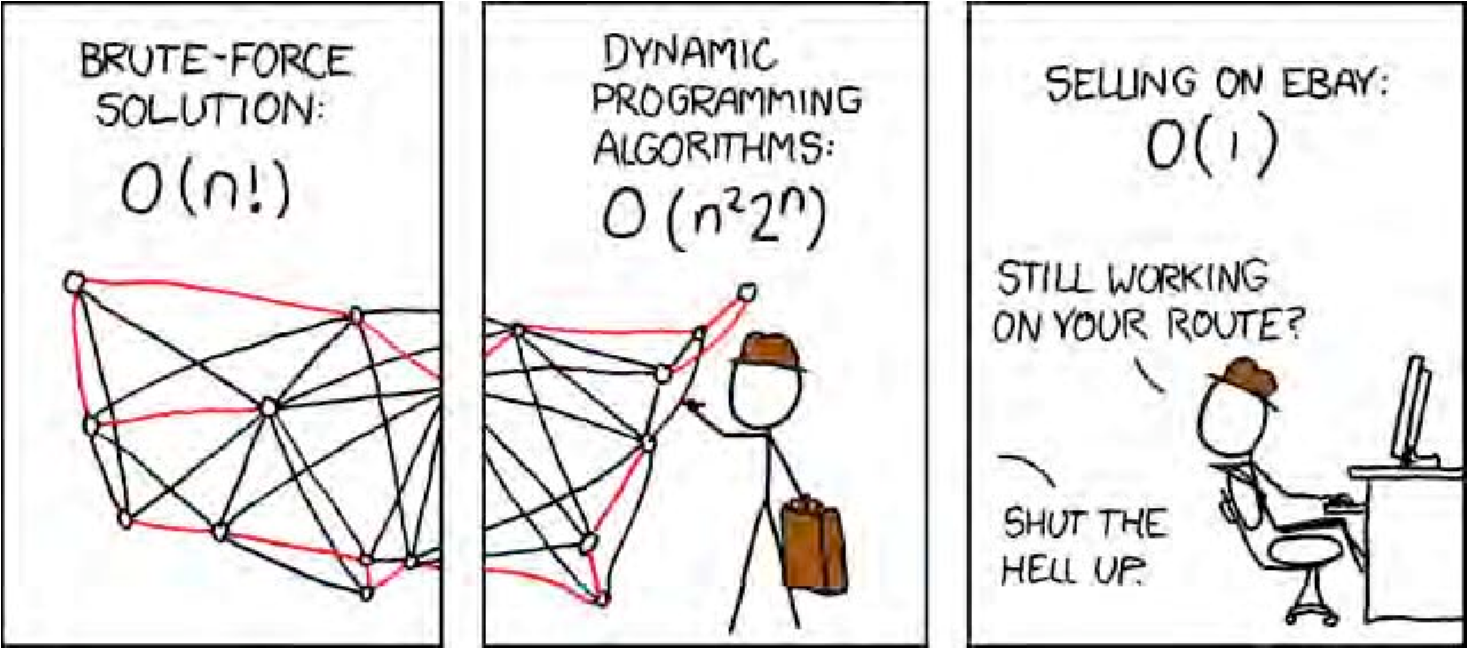 BRUTE-FORCE
SOLUTION:
O(n!)
DYNAMIC
PROGRAMMING
ALGORITHMS:
O(n²2ⁿ)
SELLING ON EBAY:
O(1)
STILL WORKING
ON YOUR ROUTE?
SHUT THE
HELL UP.